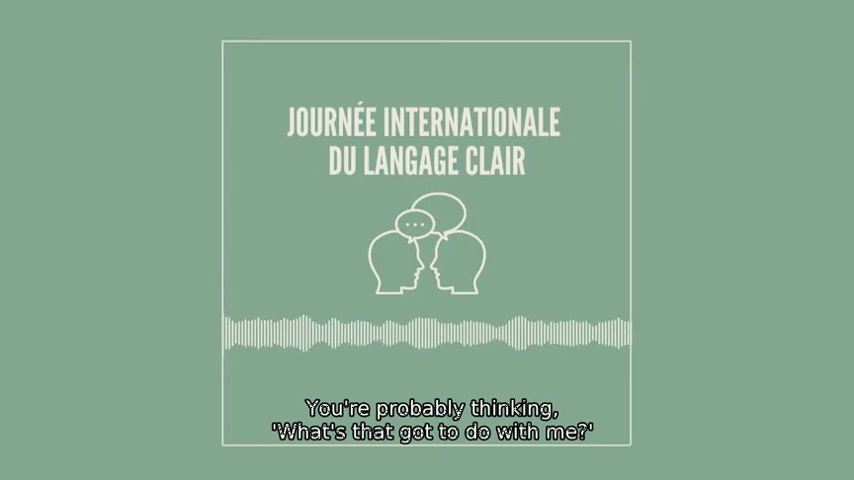 JOURNÉE INTERNATIONALE
DU LANGAGE CLAIR
You're probably thinking,
'What's that got to do with me?'